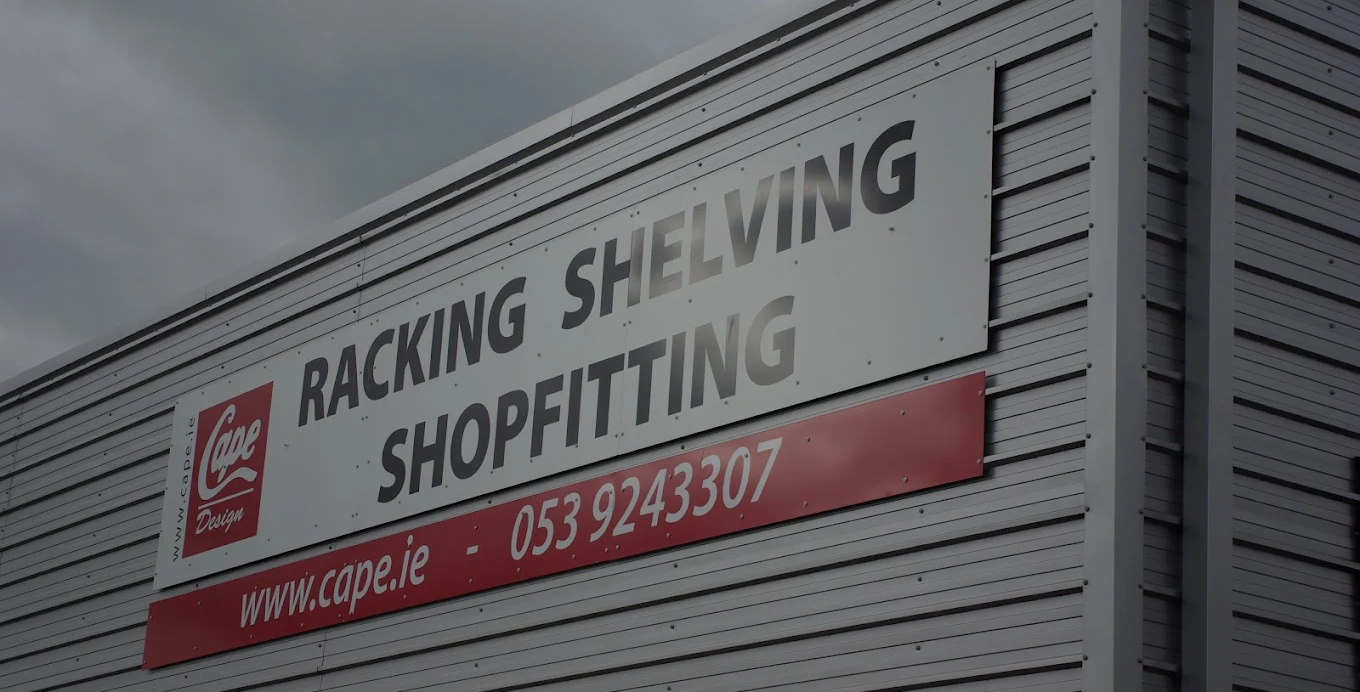 www.cape.ie
Cape
Design
RACKING SHELVING
SHOPFITTING
www.cape.ie - 053 9243307